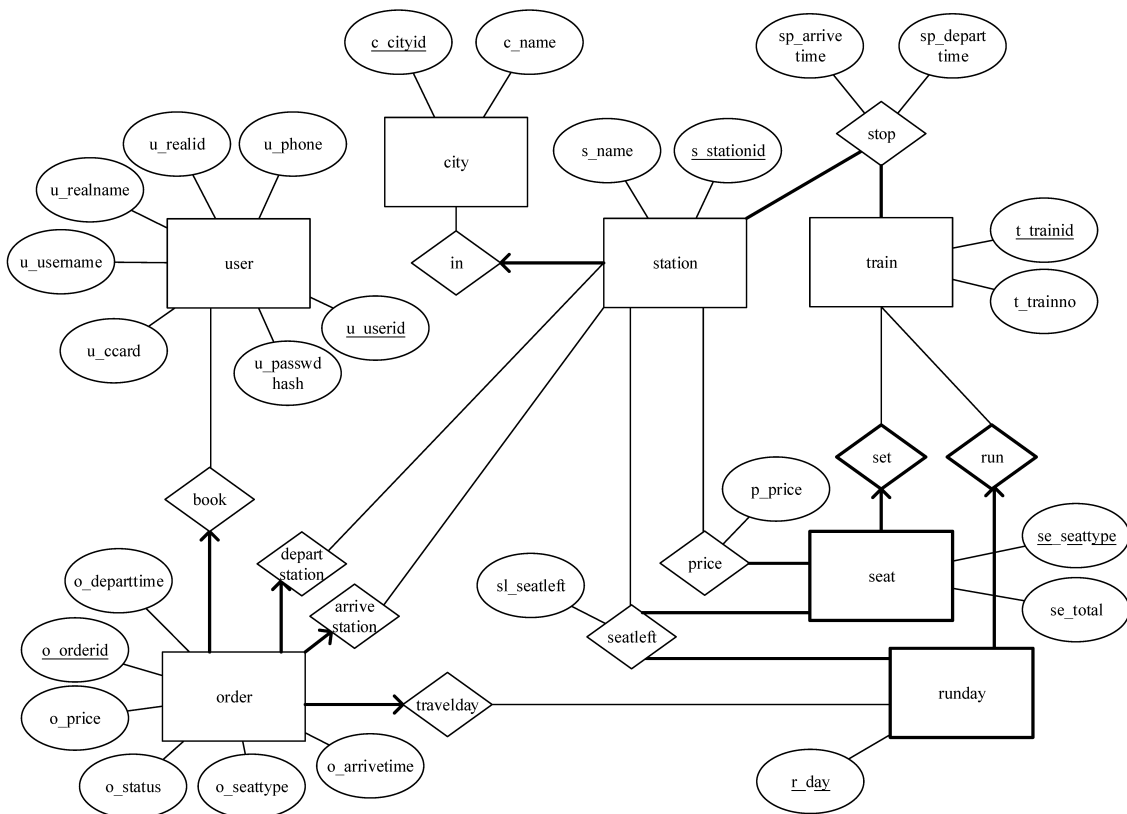 c_cityid
c_name
sp_arrive
time
sp_depart
time
u_realid
u_phone
city
s_name
s_stationid
stop
u_realname
u_username
user
in
station
train
t_trainid
t_trainno
u_ccard
u_passwd
hash
u_userid
set
run
book
p_price
depart
station
price
seat
se_seattype
se_total
o_departtime
sl_seatleft
arrive
station
seatleft
o_orderid
order
travelday
runday
o_price
o_status
o_seattype
o_arrivetime
r_day